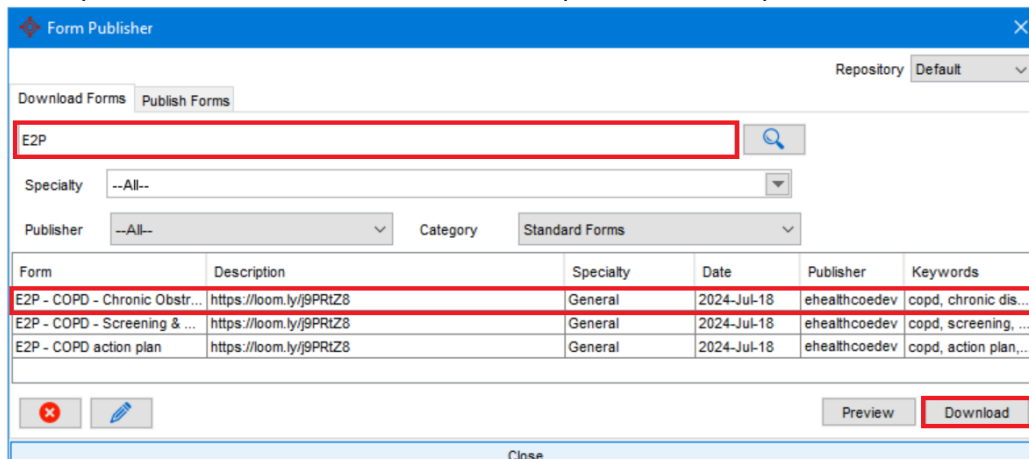 Form Publisher
Repository Default
Download Forms Publish Forms
E2P
Specialty --All--
Publisher --All-- Category Standard Forms
Form Description Specialty Date Publisher Keywords
E2P - COPD - Chronic Obstr... https://loom.ly/j9PRtZ8 General 2024-Jul-18 ehealthcoedev copd, chronic dis...
E2P - COPD - Screening & ... https://loom.ly/j9PRtZ8 General 2024-Jul-18 ehealthcoedev copd, screening, ...
E2P - COPD action plan https://loom.ly/j9PRtZ8 General 2024-Jul-18 ehealthcoedev copd, action plan,...
Preview Download
Close